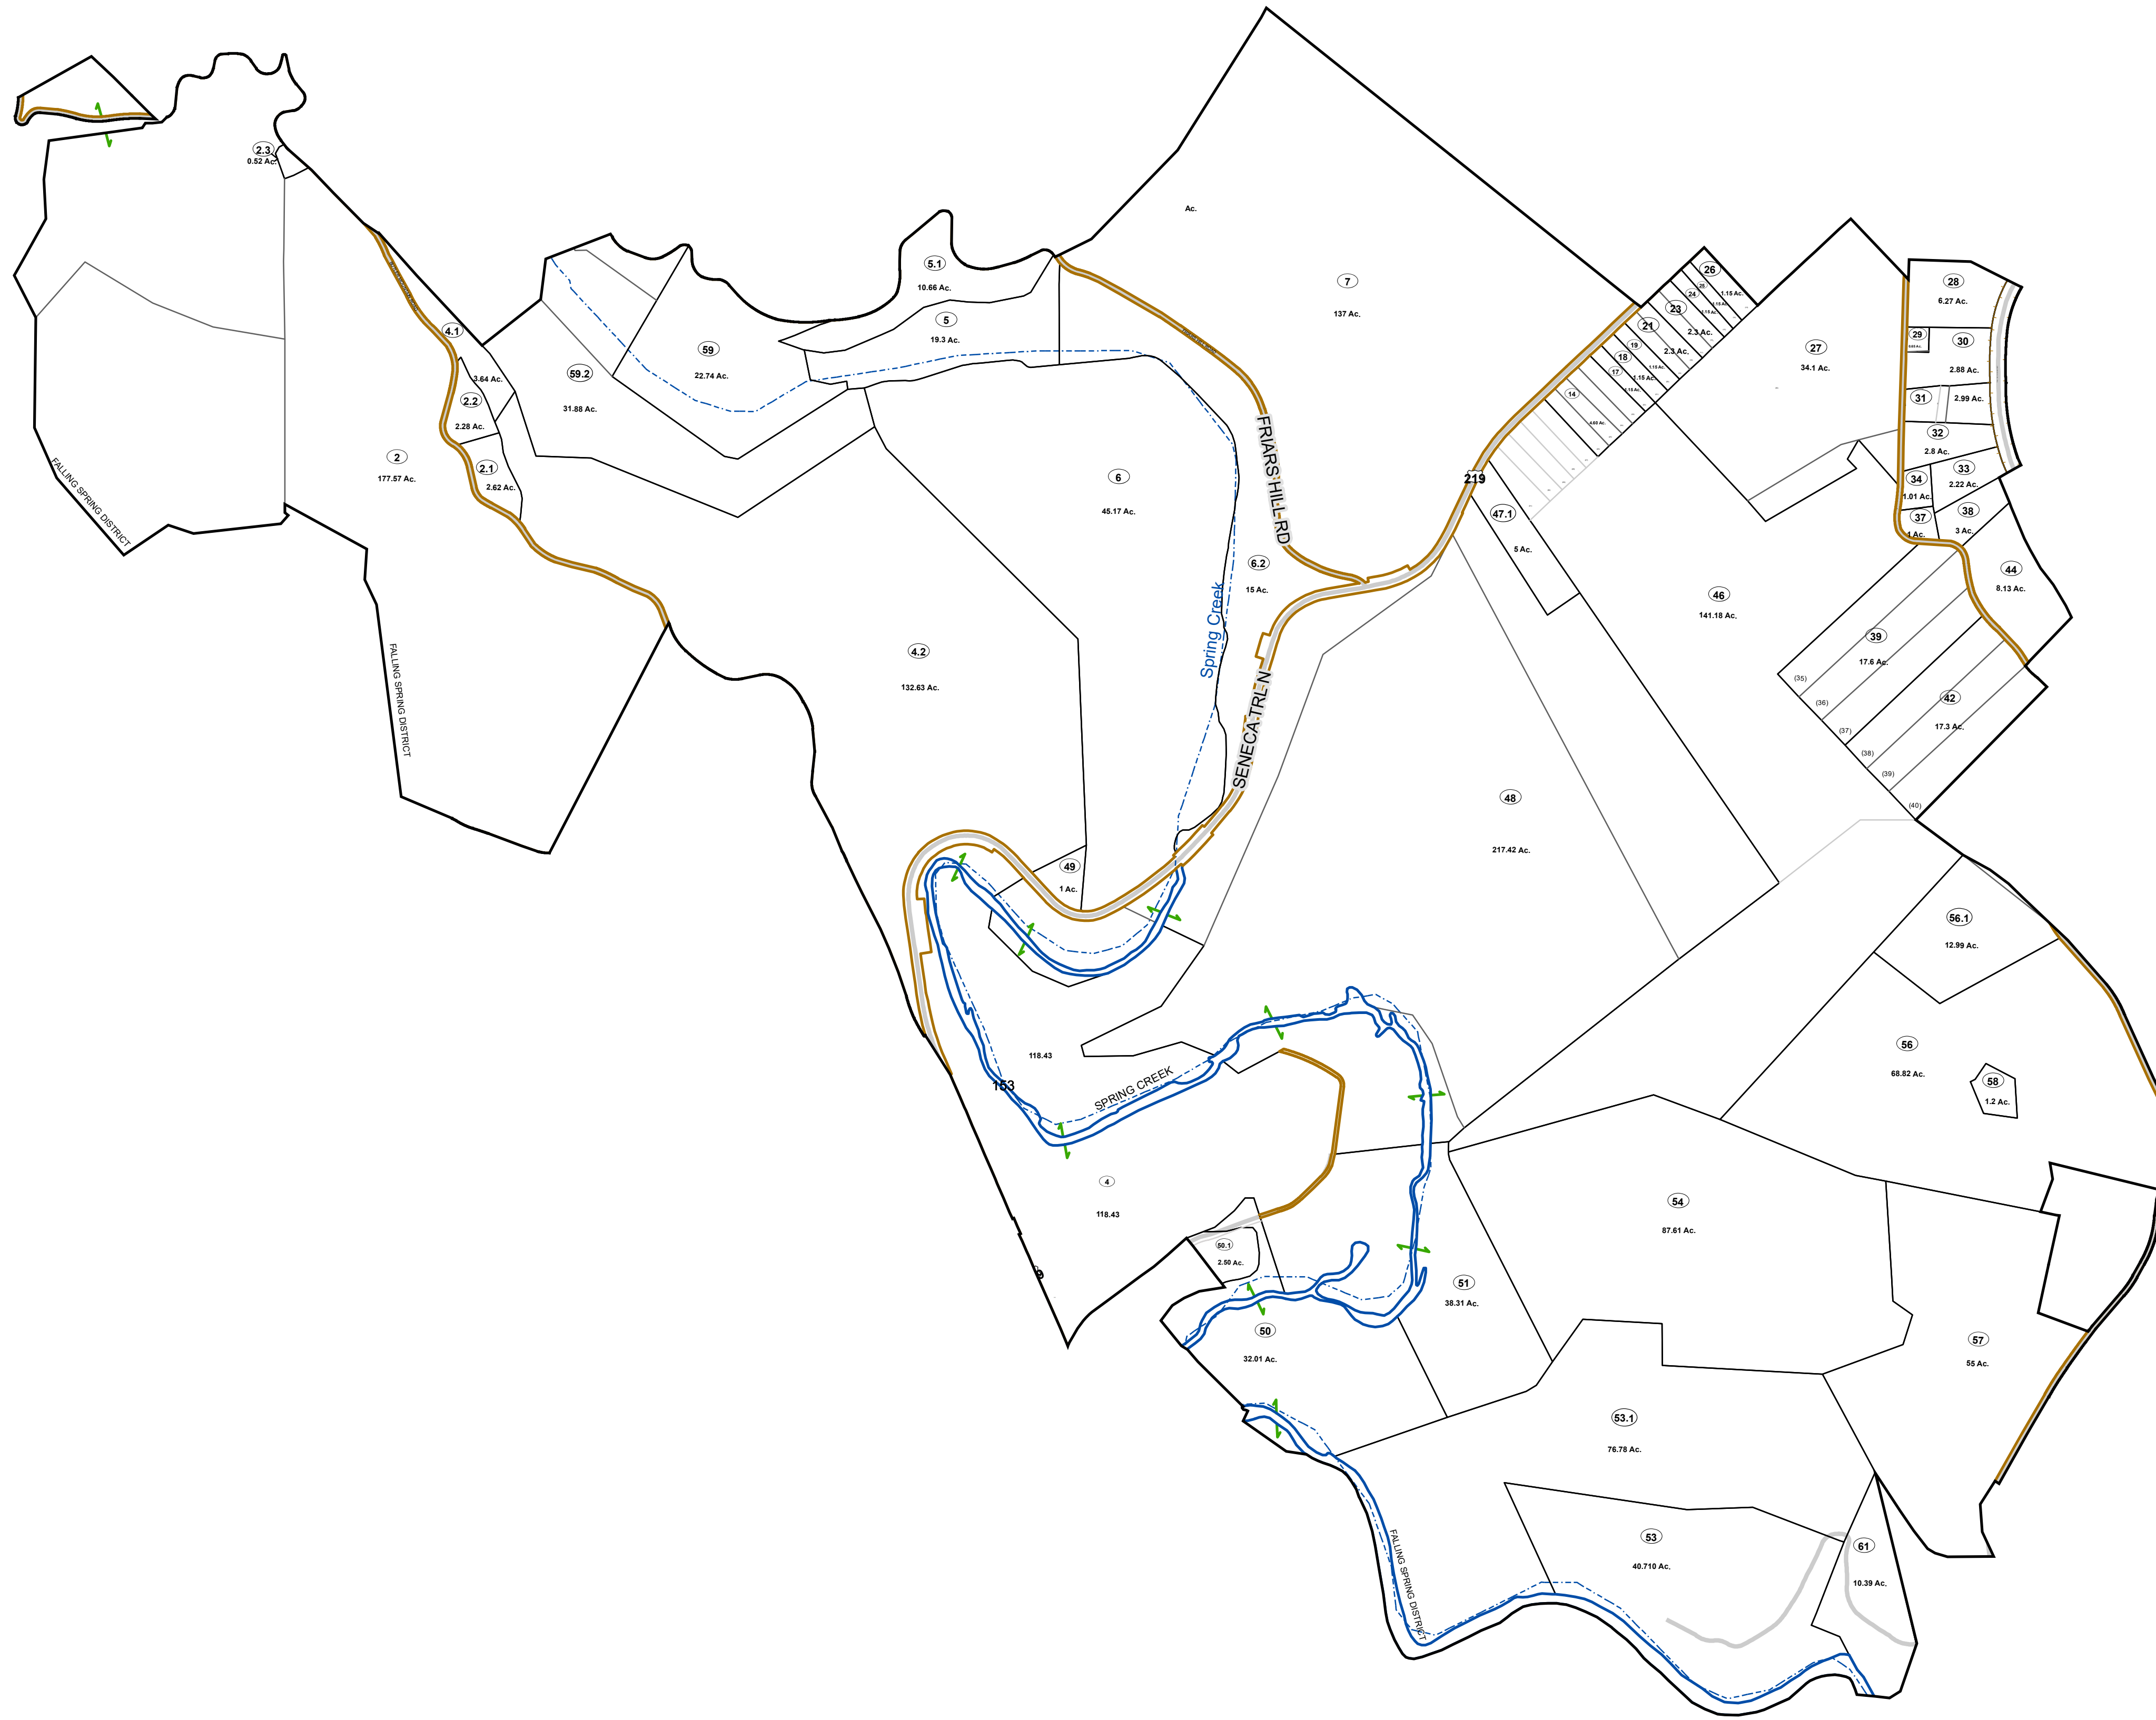 2.3
0.52 Ac.
Ac.
7
137 Ac.
5.1
10.66 Ac.
5
19.3 Ac.
59
22.74 Ac.
59.2
31.88 Ac.
4.1
3.64 Ac.
2.2
2.28 Ac.
2.1
2.62 Ac.
2
177.57 Ac.
FALLING SPRING DISTRICT
FALLING SPRING DISTRICT
6
45.17 Ac.
6.2
15 Ac.
Spring Creek
FRIARS HILL RD
SENECA TRL N
219
4.2
132.63 Ac.
26
1.15 Ac.
24
23
2.3 Ac.
21
2.3 Ac.
19
18
1.15 Ac.
17
14
4.60 Ac.
27
34.1 Ac.
28
6.27 Ac.
29
30
2.88 Ac.
31
2.99 Ac.
32
2.8 Ac.
33
2.22 Ac.
34
1.01 Ac.
37
1 Ac.
38
3 Ac.
44
8.13 Ac.
39
17.6 Ac.
42
17.3 Ac.
(35)
(36)
(37)
(38)
(39)
(40)
47.1
5 Ac.
46
141.18 Ac.
48
217.42 Ac.
49
1 Ac.
118.43
153
SPRING CREEK
4
118.43
9
50.1
2.50 Ac.
50
32.01 Ac.
51
38.31 Ac.
54
87.61 Ac.
56.1
12.99 Ac.
56
68.82 Ac.
58
1.2 Ac.
57
55 Ac.
53.1
76.78 Ac.
53
40.710 Ac.
61
10.39 Ac.
FALLING SPRING DISTRICT